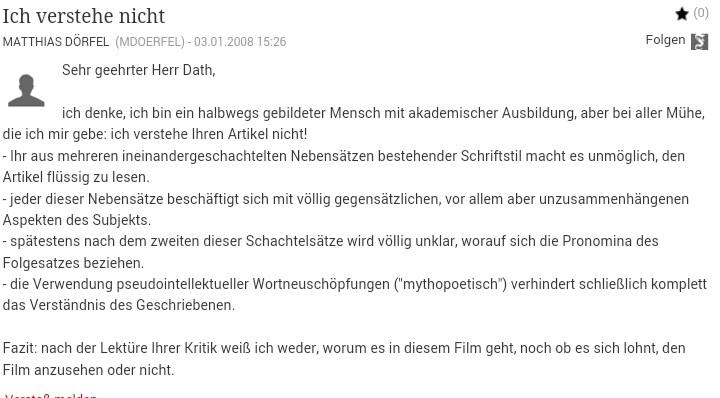 Ich verstehe nicht
(0)
MATTHIAS DÖRFEL (MDOERFEL) - 03.01.2008 15:26
Folgen
Sehr geehrter Herr Dath,
ich denke, ich bin ein halbwegs gebildeter Mensch mit akademischer Ausbildung, aber bei aller Mühe,
die ich mir gebe: ich verstehe Ihren Artikel nicht!
- Ihr aus mehreren ineinandergeschachtelten Nebensätzen bestehender Schriftstil macht es unmöglich, den
Artikel flüssig zu lesen.
- jeder dieser Nebensätze beschäftigt sich mit völlig gegensätzlichen, vor allem aber unzusammenhängenen
Aspekten des Subjekts.
- spätestens nach dem zweiten dieser Schachtelsätze wird völlig unklar, worauf sich die Pronomina des
Folgesatzes beziehen.
- die Verwendung pseudointellektueller Wortneuschöpfungen ("mythopoetisch") verhindert schließlich komplett
das Verständnis des Geschriebenen.
Fazit: nach der Lektüre Ihrer Kritik weiß ich weder, worum es in diesem Film geht, noch ob es sich lohnt, den
Film anzusehen oder nicht.
Verstoß melden